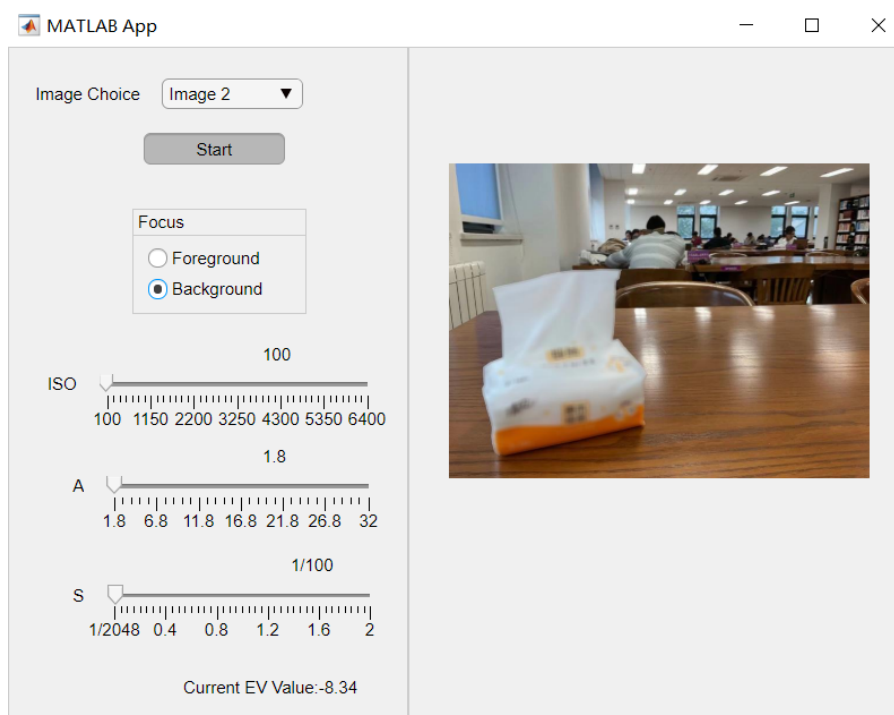 MATLAB App
Image Choice Image 2
Start
Focus
Foreground
Background
100
ISO
100 1150 2200 3250 4300 5350 6400
1.8
A
1.8 6.8 11.8 16.8 21.8 26.8 32
1/100
S
1/2048 0.4 0.8 1.2 1.6 2
Current EV Value:-8.34